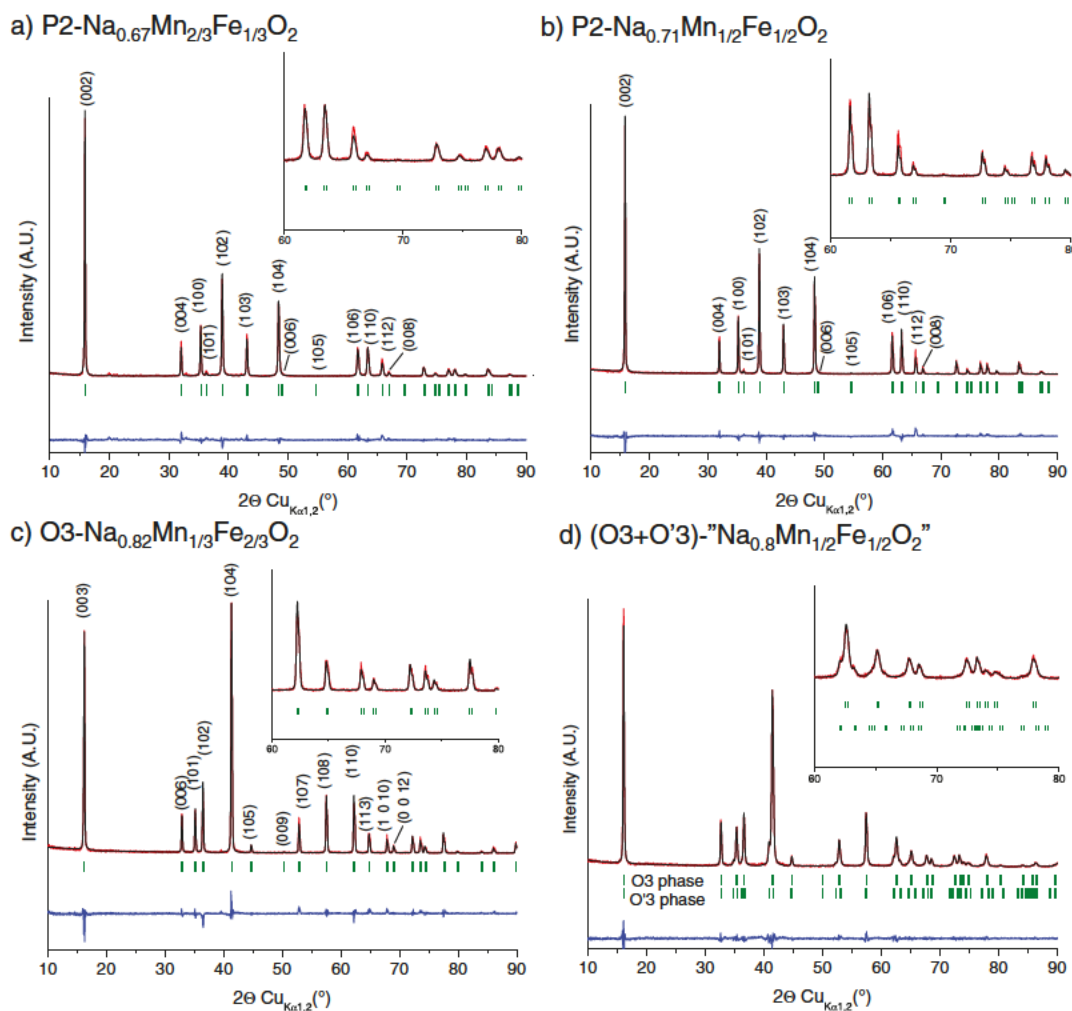 a) P2-Na0.67Mn2/3Fe1/3O2
(002)
(004)
(100)
(101)
(102)
(103)
(104)
(006)
(105)
(106)
(110)
(112)
(008)
60 70 80
Intensity (A.U.)
10 20 30 40 50 60 70 80 90
2Θ CuKα1,2(°)
b) P2-Na0.71Mn1/2Fe1/2O2
(002)
(004)
(100)
(101)
(102)
(103)
(104)
(006)
(105)
(106)
(110)
(112)
(008)
60 70 80
Intensity (A.U.)
10 20 30 40 50 60 70 80 90
2Θ CuKα1,2(°)
c) O3-Na0.82Mn1/3Fe2/3O2
(003)
(006)
(101)
(102)
(104)
(105)
(009)
(107)
(108)
(110)
(113)
(1 0 10)
(0 0 12)
60 70 80
Intensity (A.U.)
10 20 30 40 50 60 70 80 90
2Θ CuKα1,2(°)
d) (O3+O'3)-"Na0.8Mn1/2Fe1/2O2"
60 70 80
Intensity (A.U.)
O3 phase
O'3 phase
10 20 30 40 50 60 70 80 90
2Θ CuKα1,2(°)